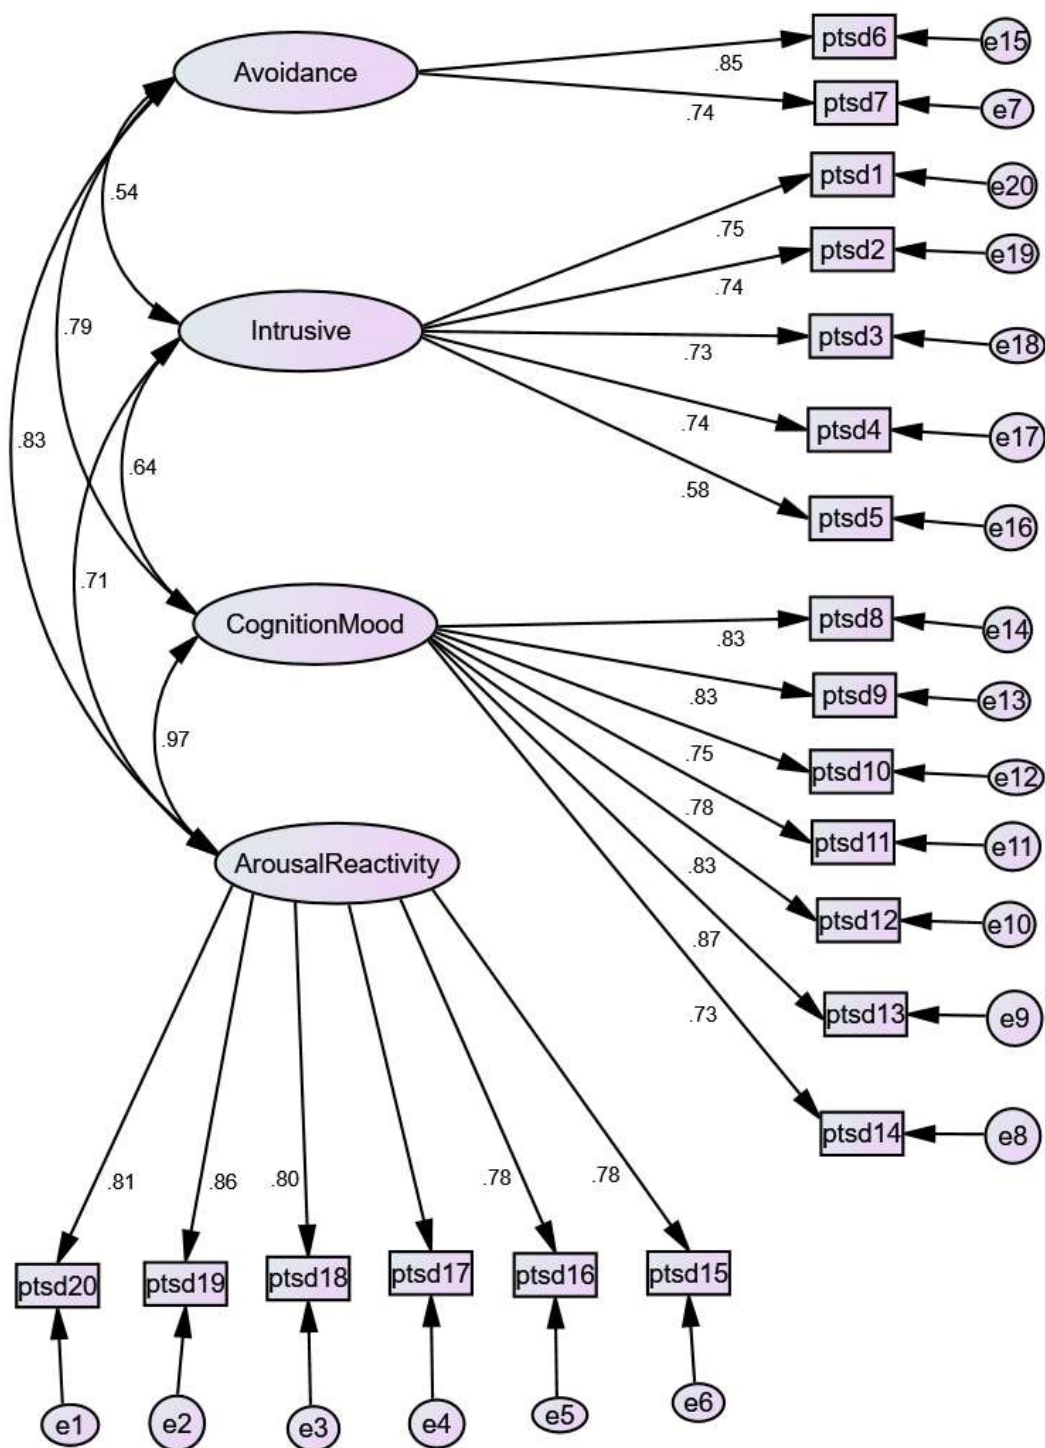 ptsd6
e15
Avoidance
.85
ptsd7
e7
.74
ptsd1
e20
.54
.75
ptsd2
e19
.74
Intrusive
.79
ptsd3
e18
.73
.83
.74
ptsd4
e17
.64
.58
ptsd5
e16
.71
CognitionMood
ptsd8
e14
.83
ptsd9
e13
.83
.97
.75
ptsd10
e12
.78
ptsd11
e11
ArousalReactivity
.83
ptsd12
e10
.87
.73
ptsd13
e9
ptsd14
e8
.81
.86
.80
.78
.78
ptsd20
ptsd19
ptsd18
ptsd17
ptsd16
ptsd15
e1
e2
e3
e4
e5
e6